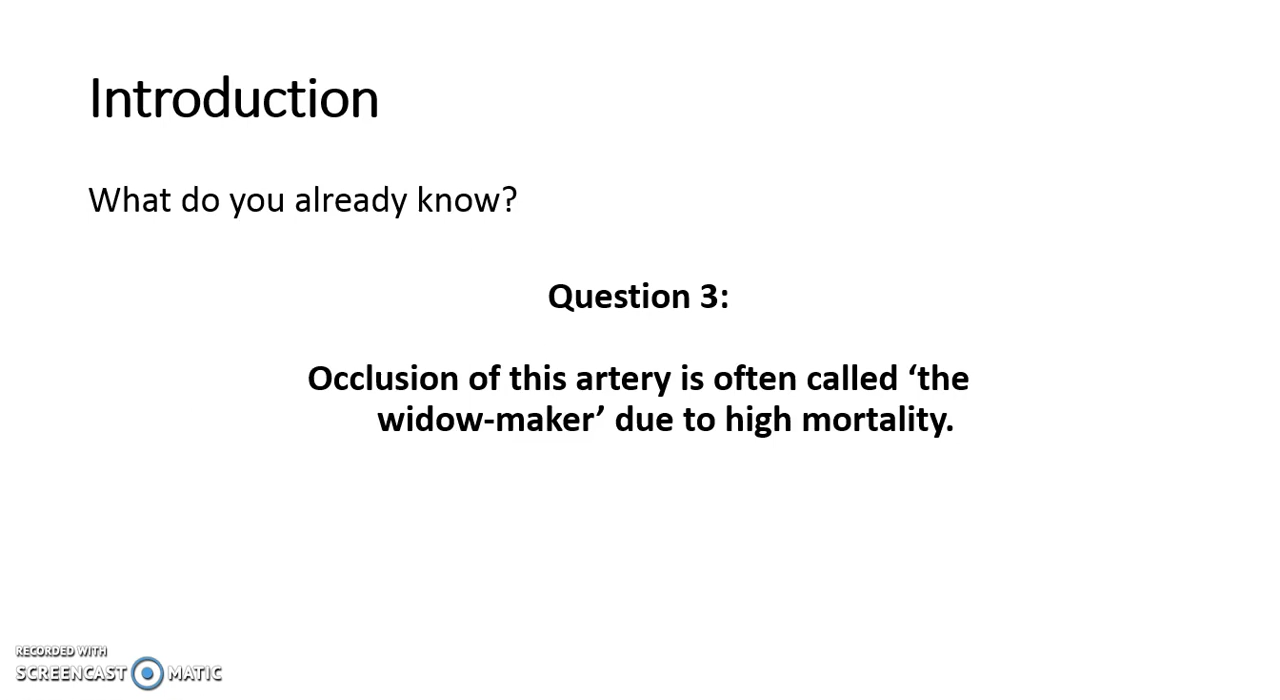 Introduction
What do you already know?
Question 3:
Occlusion of this artery is often called ‘the
widow-maker’ due to high mortality.
RECORDED WITH
SCREENCAST MATIC